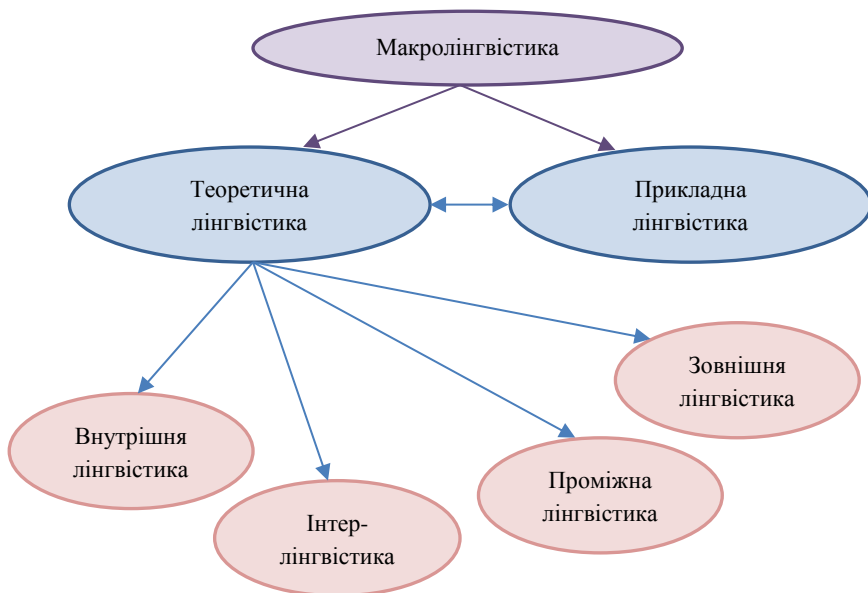 Макролінгвістика
Теоретична
лінгвістика
Прикладна
лінгвістика
Зовнішня
лінгвістика
Внутрішня
лінгвістика
Проміжна
лінгвістика
Інтер-
лінгвістика